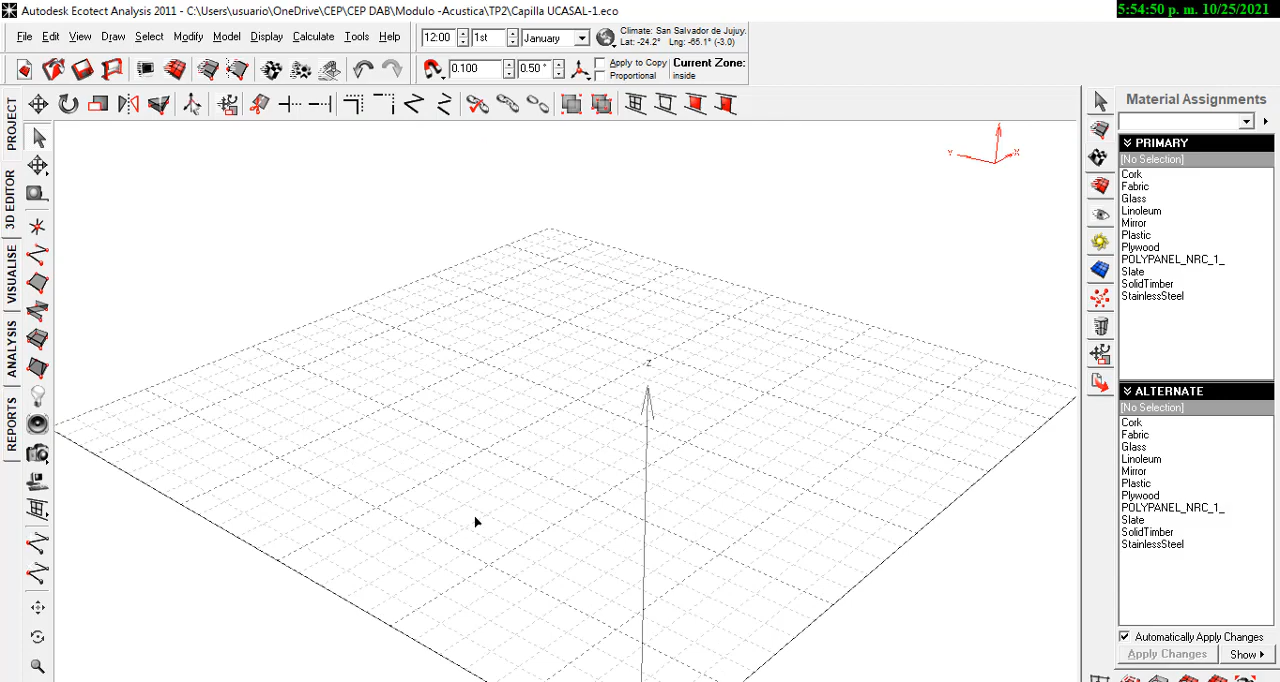 Autodesk Ecotect Analysis 2011 - C:\Users\usuario\OneDrive\CEP\CEP DAB\Modulo -Acustica\TP2\Capilla UCASAL-1.eco
5:54:50 p. m. 10/25/2021
File Edit View Draw Select Modify Model Display Calculate Tools Help
12:00 1st January
Climate: San Salvador de Jujuy.
Lat: -24.2° Lng: -65.1° (-3.0)
0.100 0.50 °
Apply to Copy
Proportional
Current Zone:
inside
PROJECT
3D EDITOR
VISUALISE
ANALYSIS
REPORTS
Y
X
Z
Material Assignments
PRIMARY
[No Selection]
Cork
Fabric
Glass
Linoleum
Mirror
Plastic
Plywood
POLYPANEL_NRC_1_
Slate
SolidTimber
StainlessSteel
ALTERNATE
[No Selection]
Cork
Fabric
Glass
Linoleum
Mirror
Plastic
Plywood
POLYPANEL_NRC_1_
Slate
SolidTimber
StainlessSteel
Automatically Apply Changes
Apply Changes Show